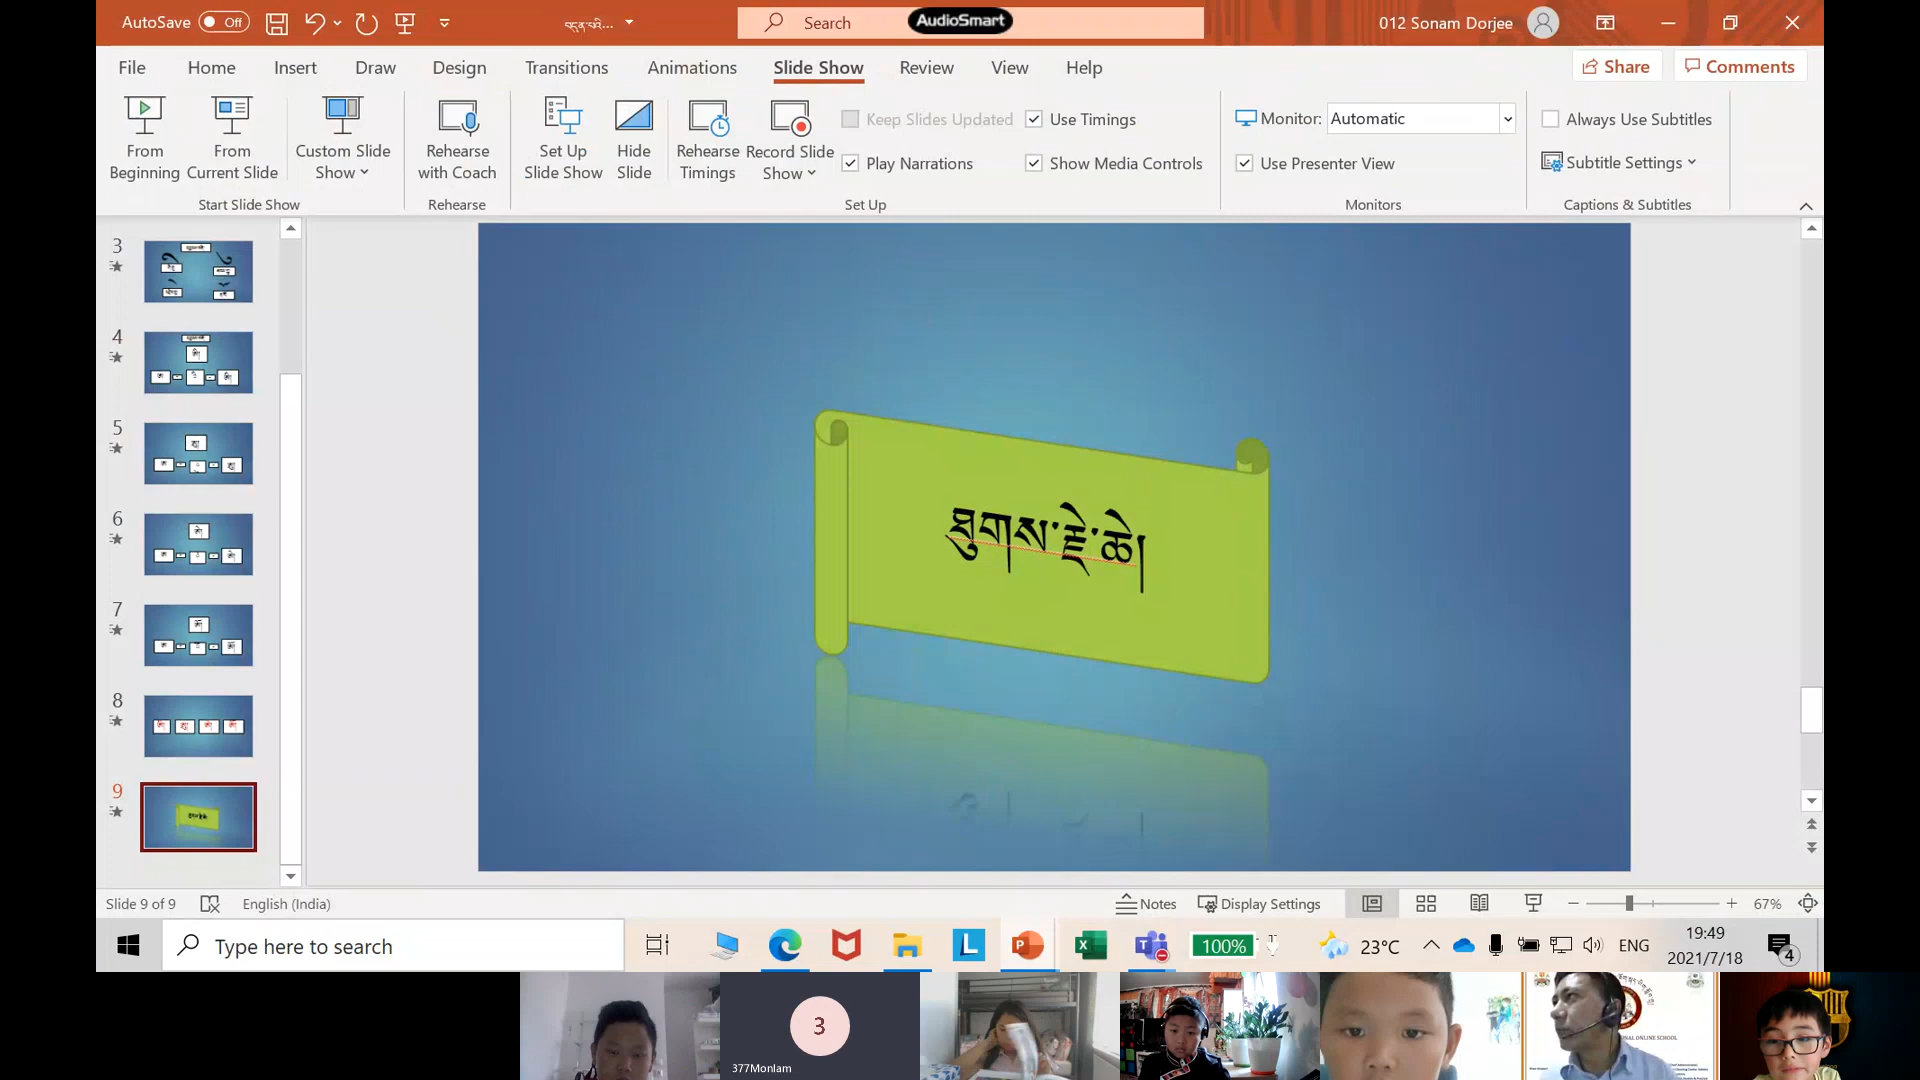 AutoSave Off
Search
AudioSmart
012 Sonam Dorjee
File Home Insert Draw Design Transitions Animations Slide Show Review View Help
Share Comments
From Beginning
From Current Slide
Custom Slide Show
Rehearse with Coach
Set Up Slide Show
Hide Slide
Rehearse Timings
Record Slide Show
Keep Slides Updated
Use Timings
Play Narrations
Show Media Controls
Monitor: Automatic
Use Presenter View
Always Use Subtitles
Subtitle Settings
Start Slide Show
Rehearse
Set Up
Monitors
Captions & Subtitles
3
4
5
6
7
8
9
ཐུགས་རྗེ་ཆེ།
Slide 9 of 9
English (India)
Notes
Display Settings
67%
Type here to search
100%
23°C
ENG
19:49
2021/7/18
4
3
377Monlam